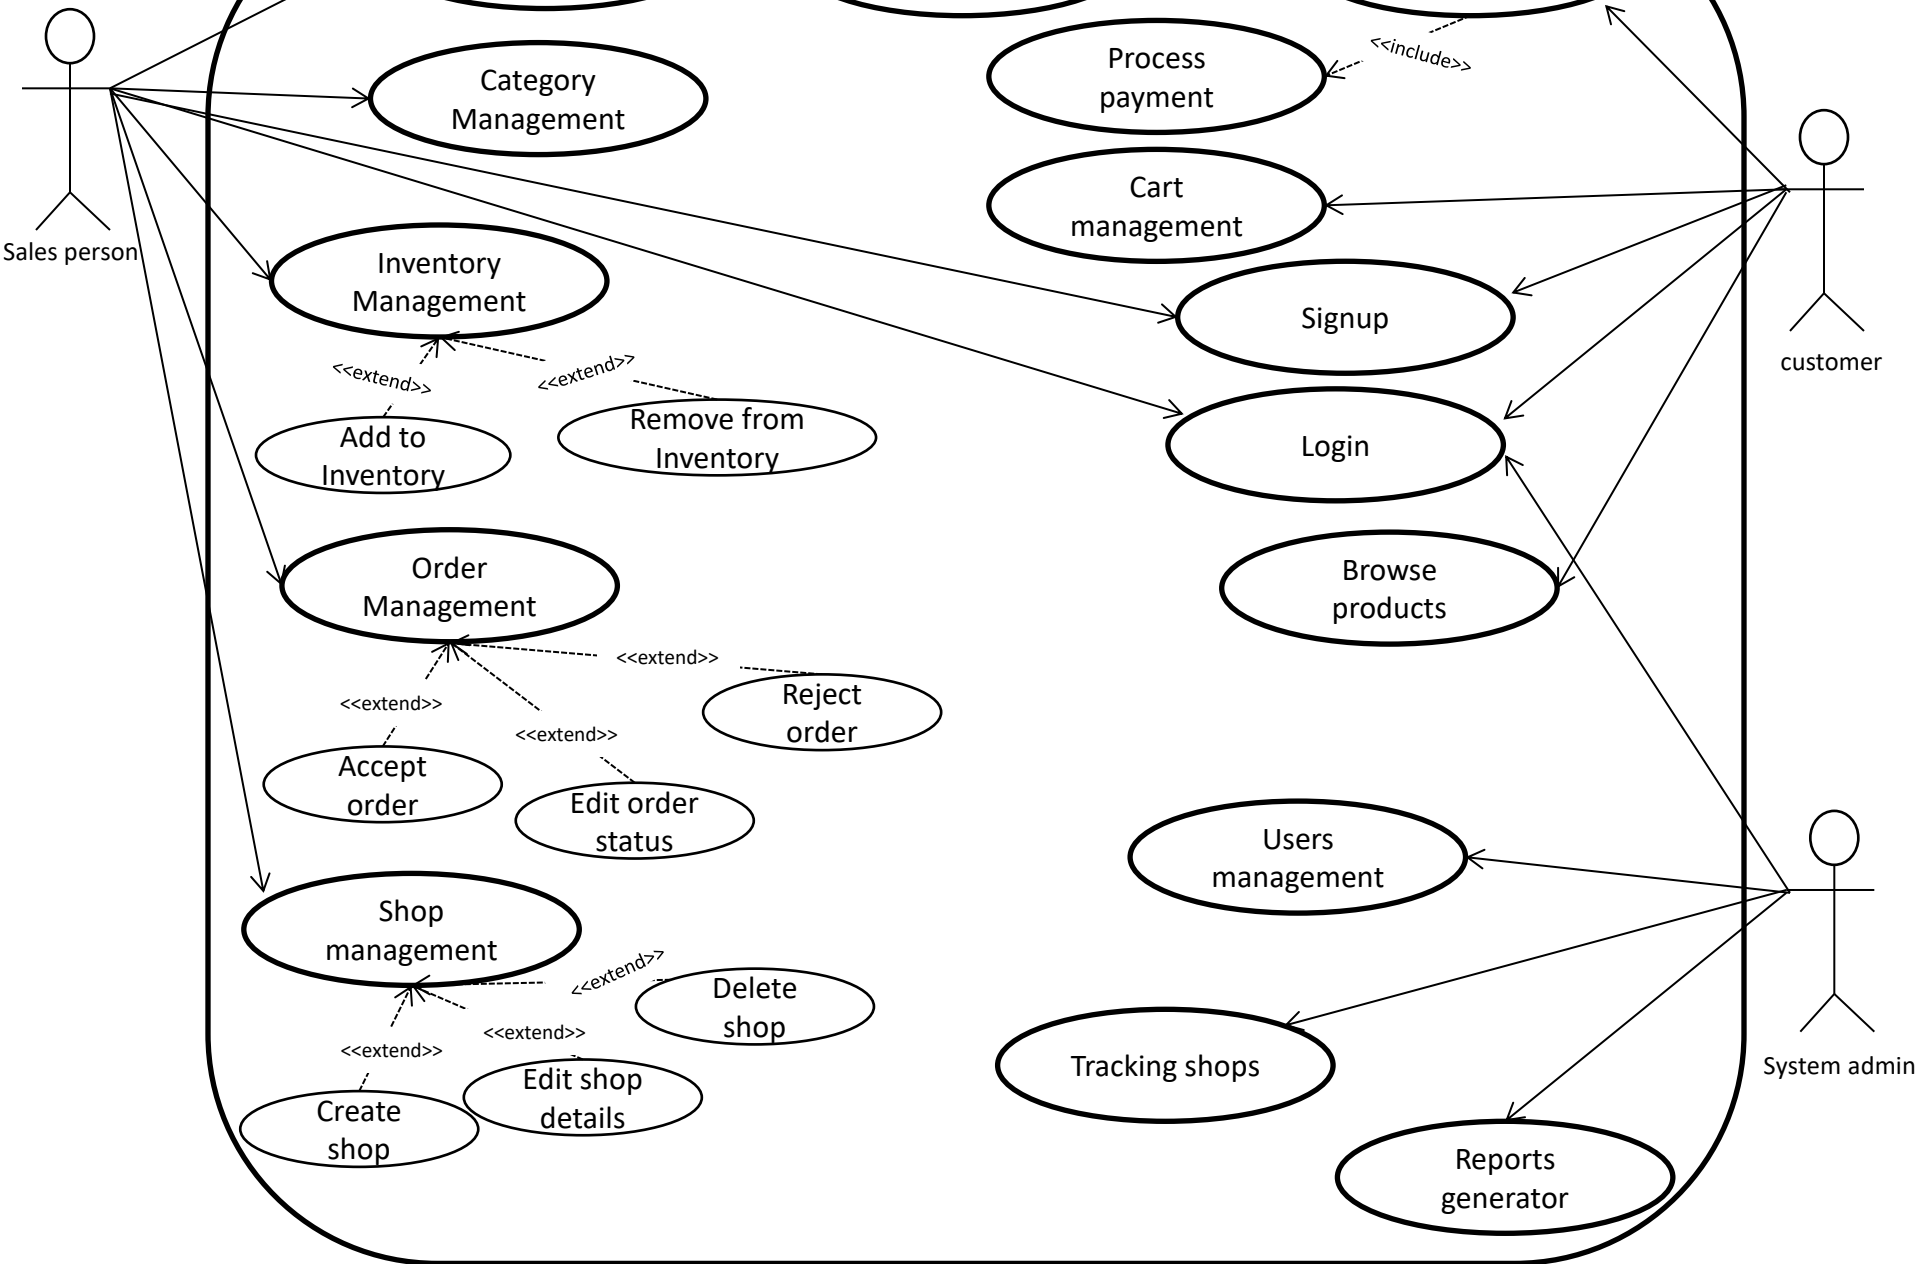 Process
payment
<<include>>
Category
Management
Cart
management
Sales person
Inventory
Management
Signup
customer
<<extend>>
<<extend>>
Add to
Inventory
Remove from
Inventory
Login
Order
Management
Browse
products
<<extend>>
<<extend>>
<<extend>>
Reject
order
Accept
order
Edit order
status
Users
management
Shop
management
<<extend>>
<<extend>>
<<extend>>
Delete
shop
Edit shop
details
Create
shop
Tracking shops
System admin
Reports
generator